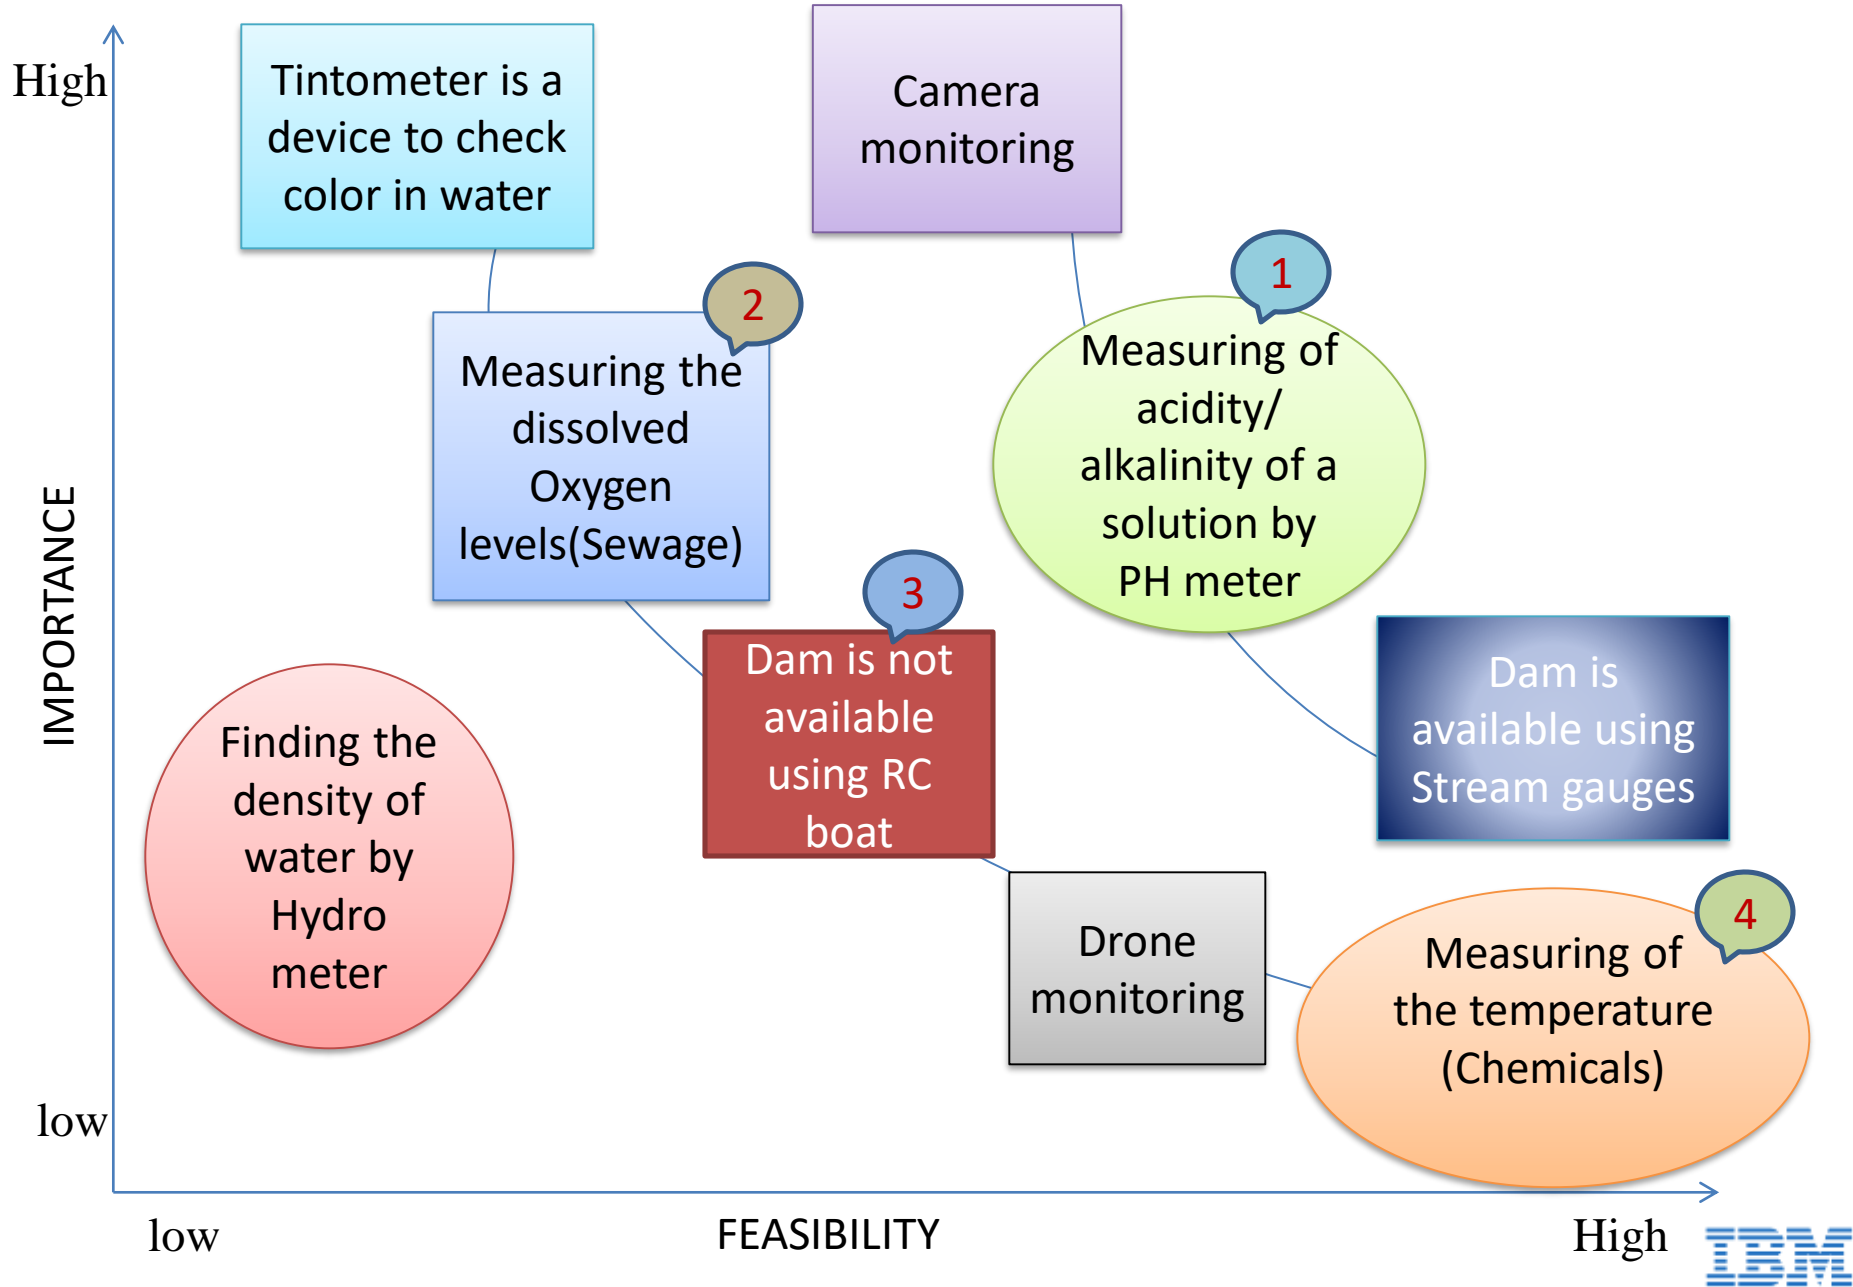 High
Tintometer is a
device to check
color in water
Camera
monitoring
1
2
Measuring of
acidity/
alkalinity of a
solution by
PH meter
Measuring the
dissolved
Oxygen
levels(Sewage)
3
Dam is not
available
using RC
boat
Dam is
available using
Stream gauges
IMPORTANCE
Finding the
density of
water by
Hydro
meter
4
Drone
monitoring
Measuring of
the temperature
(Chemicals)
low
low
FEASIBILITY
High
IBM